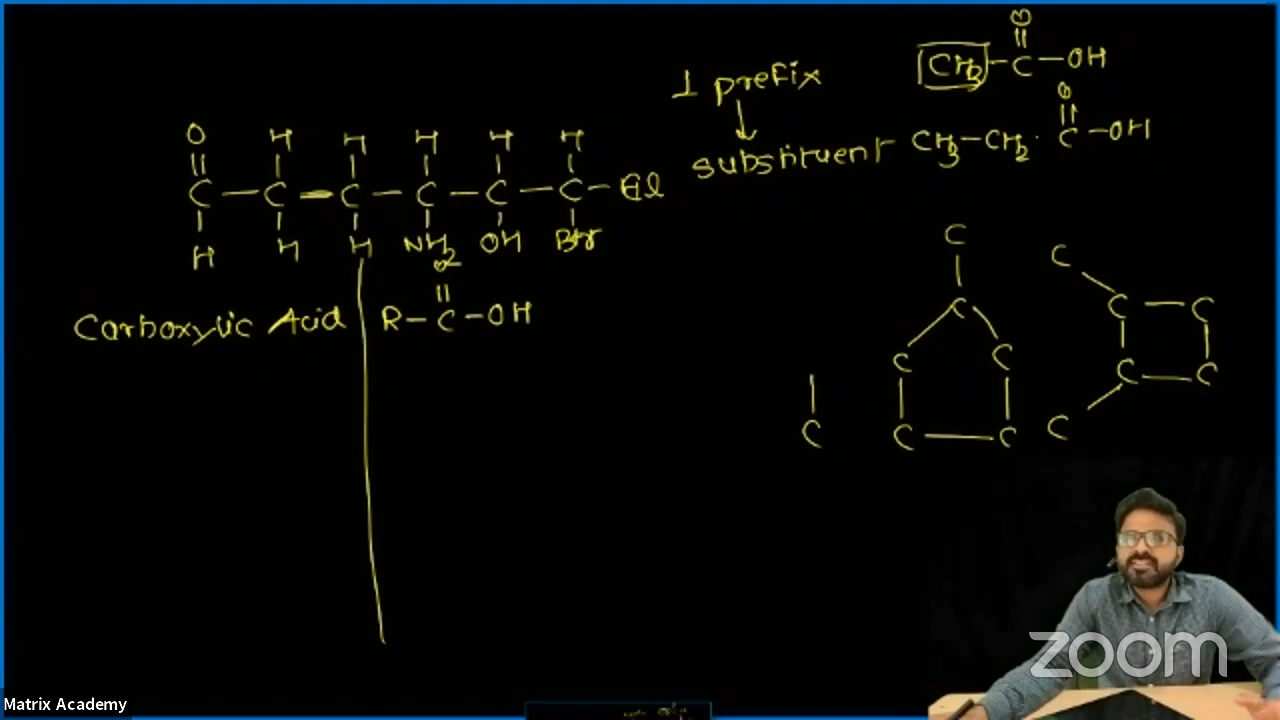 1 prefix
substituent
O
||
CH3-C-OH
O
||
CH3-CH2 C-OH
O H H H H H
||
C-C=C-C-C-C-Cl
H H H NH2 OH Br
Carboxylic Acid
O
||
R-C-OH
C
C
C C
C C
C
C C
C C
C
C
zoom
Matrix Academy